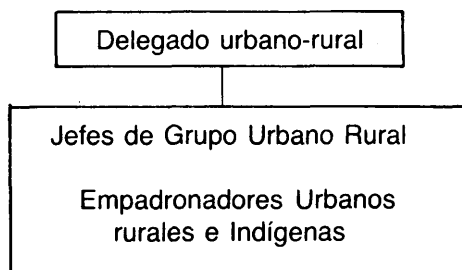 Delegado urbano-rural
Jefes de Grupo Urbano Rural
Empadronadores Urbanos
rurales e Indígenas